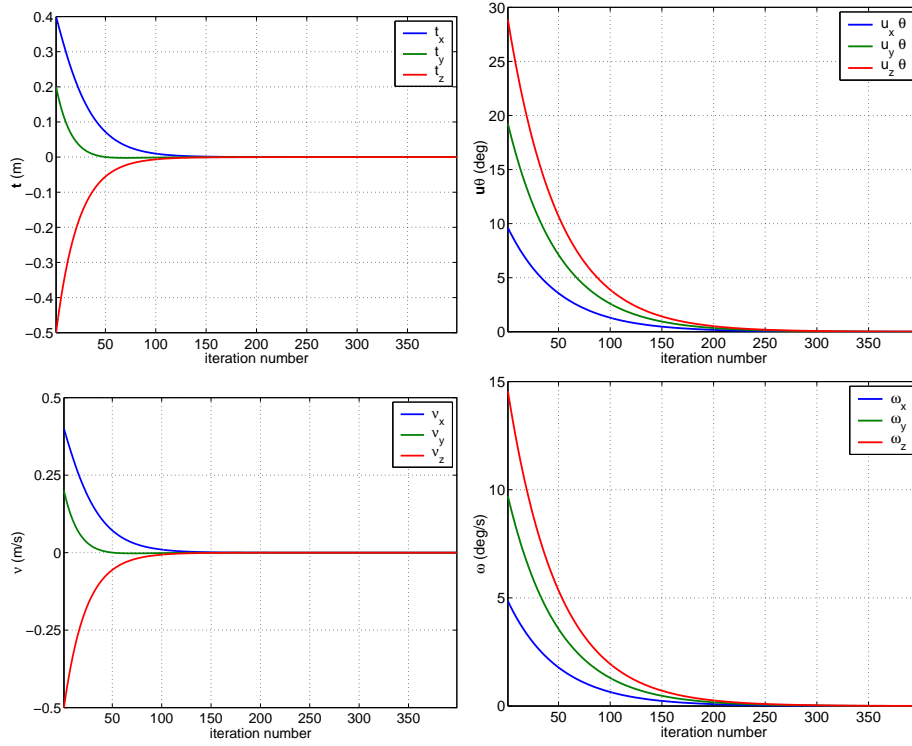 0.4
0.3
0.2
0.1
0
−0.1
−0.2
−0.3
−0.4
−0.5
t (m)
50 100 150 200 250 300 350
iteration number
t_x
t_y
t_z
30
25
20
15
10
5
0
uθ (deg)
50 100 150 200 250 300 350
iteration number
u_x θ
u_y θ
u_z θ
0.5
0.25
0
−0.25
−0.5
ν (m/s)
50 100 150 200 250 300 350
iteration number
ν_x
ν_y
ν_z
15
10
5
0
ω (deg/s)
50 100 150 200 250 300 350
iteration number
ω_x
ω_y
ω_z